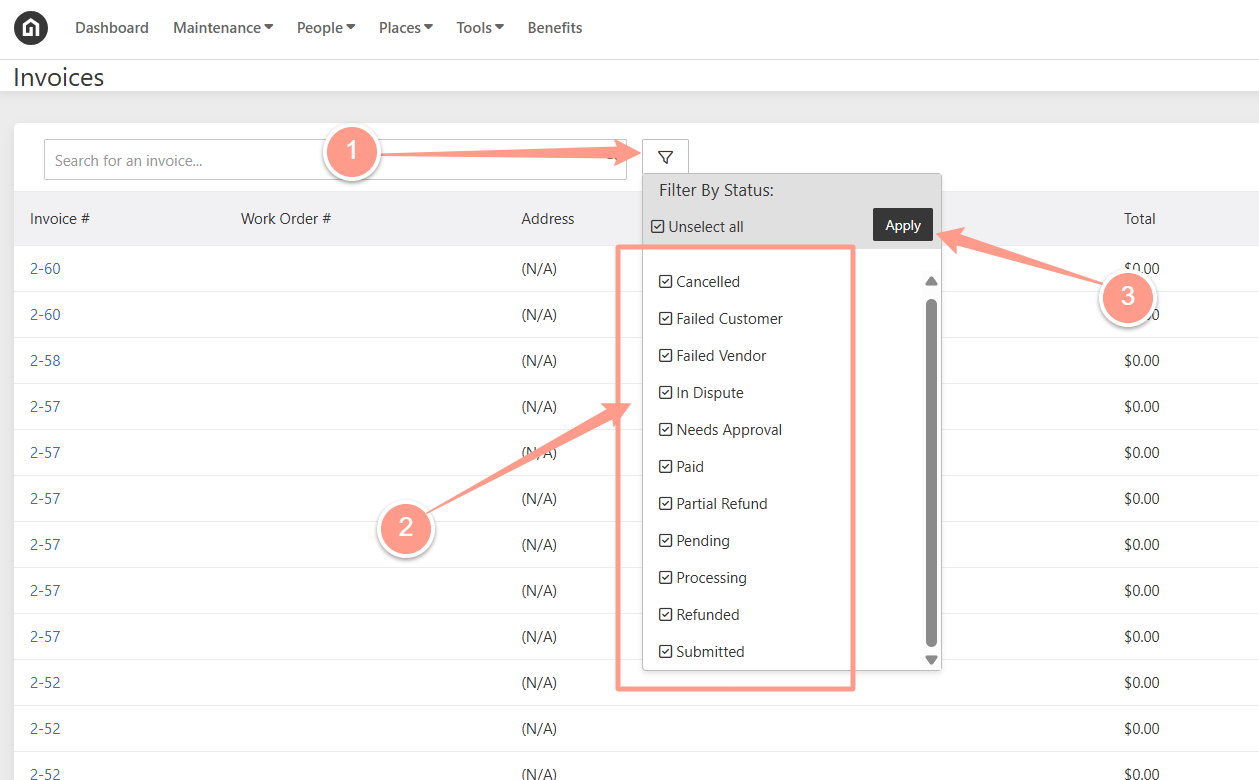 Dashboard Maintenance People Places Tools Benefits
Invoices
Search for an invoice...
1
Filter By Status:
Unselect all
Apply
Invoice # Work Order # Address Total
2-60 (N/A) $0.00
2-60 (N/A)
2-58 (N/A) $0.00
2-57 (N/A) $0.00
2-57 (N/A) $0.00
2-57 (N/A) $0.00
2-57 (N/A) $0.00
2-57 (N/A) $0.00
2-57 (N/A) $0.00
2-52 (N/A) $0.00
2-52 (N/A) $0.00
2-52 (N/A) $0.00
Cancelled
Failed Customer
Failed Vendor
In Dispute
Needs Approval
Paid
Partial Refund
Pending
Processing
Refunded
Submitted
2
3